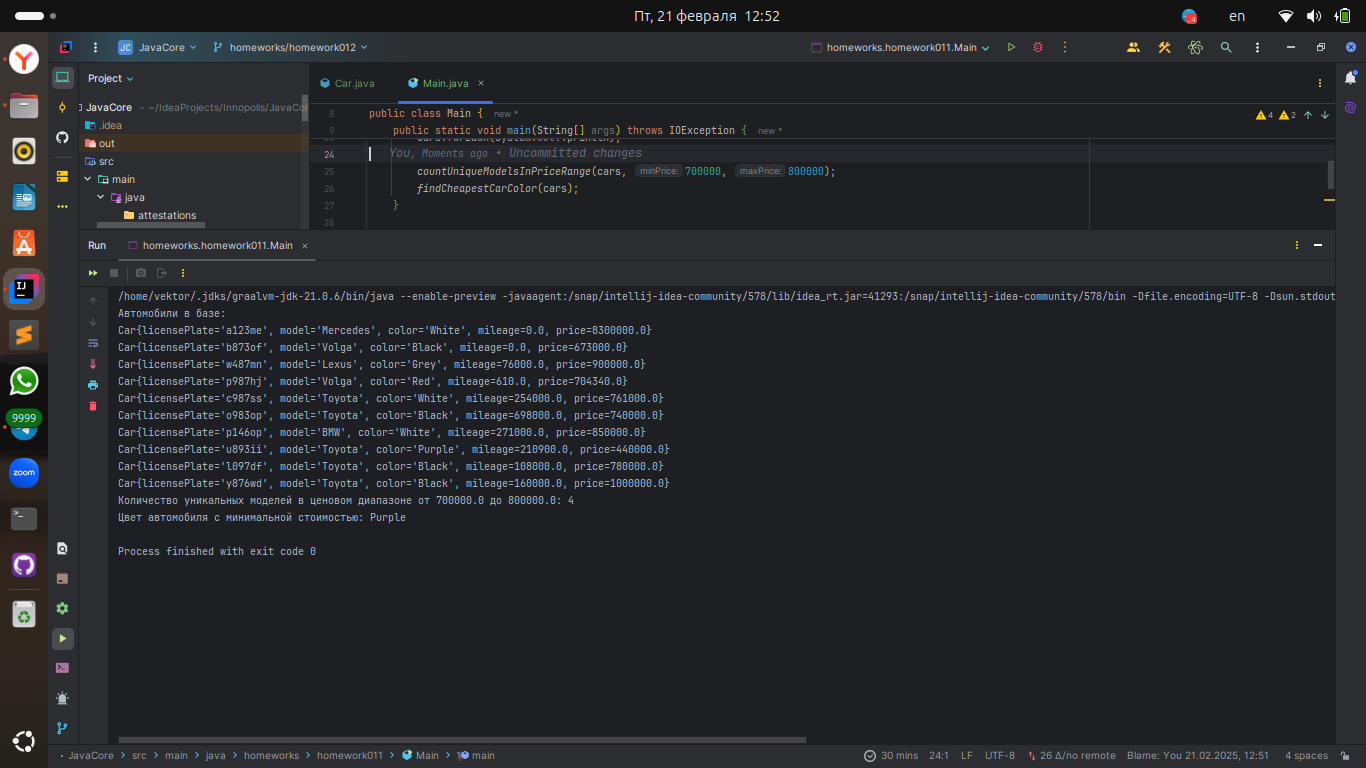 Пт, 21 февраля 12:52
en
JC JavaCore
homeworks/homework012
homeworks.homework011.Main
Project
Car.java
Main.java
JavaCore - ~/IdeaProjects/Innopolis/JavaCor
.idea
out
src
main
java
attestations
8 public class Main { new *
9 public static void main(String[] args) throws IOException { new *
24 You, Moments ago • Uncommitted changes
25 countUniqueModelsInPriceRange(cars, minPrice: 700000, maxPrice: 800000);
26 findCheapestCarColor(cars);
27 }
28
4 2
Run homeworks.homework011.Main
/home/vektor/.jdks/graalvm-jdk-21.0.6/bin/java --enable-preview -javaagent:/snap/intellij-idea-community/578/lib/idea_rt.jar=41293:/snap/intellij-idea-community/578/bin -Dfile.encoding=UTF-8 -Dsun.stdout
Автомобили в базе:
Car{licensePlate='a123me', model='Mercedes', color='White', mileage=0.0, price=8300000.0}
Car{licensePlate='b873of', model='Volga', color='Black', mileage=0.0, price=673000.0}
Car{licensePlate='w487mn', model='Lexus', color='Grey', mileage=76000.0, price=900000.0}
Car{licensePlate='p987hj', model='Volga', color='Red', mileage=610.0, price=704340.0}
Car{licensePlate='c987ss', model='Toyota', color='White', mileage=254000.0, price=761000.0}
Car{licensePlate='o983op', model='Toyota', color='Black', mileage=698000.0, price=740000.0}
Car{licensePlate='p146op', model='BMW', color='White', mileage=271000.0, price=850000.0}
Car{licensePlate='u893ii', model='Toyota', color='Purple', mileage=210900.0, price=440000.0}
Car{licensePlate='l097df', model='Toyota', color='Black', mileage=108000.0, price=780000.0}
Car{licensePlate='y876wd', model='Toyota', color='Black', mileage=160000.0, price=1000000.0}
Количество уникальных моделей в ценовом диапазоне от 700000.0 до 800000.0: 4
Цвет автомобиля с минимальной стоимостью: Purple
Process finished with exit code 0
9999
zoom
JavaCore > src > main > java > homeworks > homework011 > Main > main
30 mins 24:1 LF UTF-8 26 Δ/no remote Blame: You 21.02.2025, 12:51 4 spaces